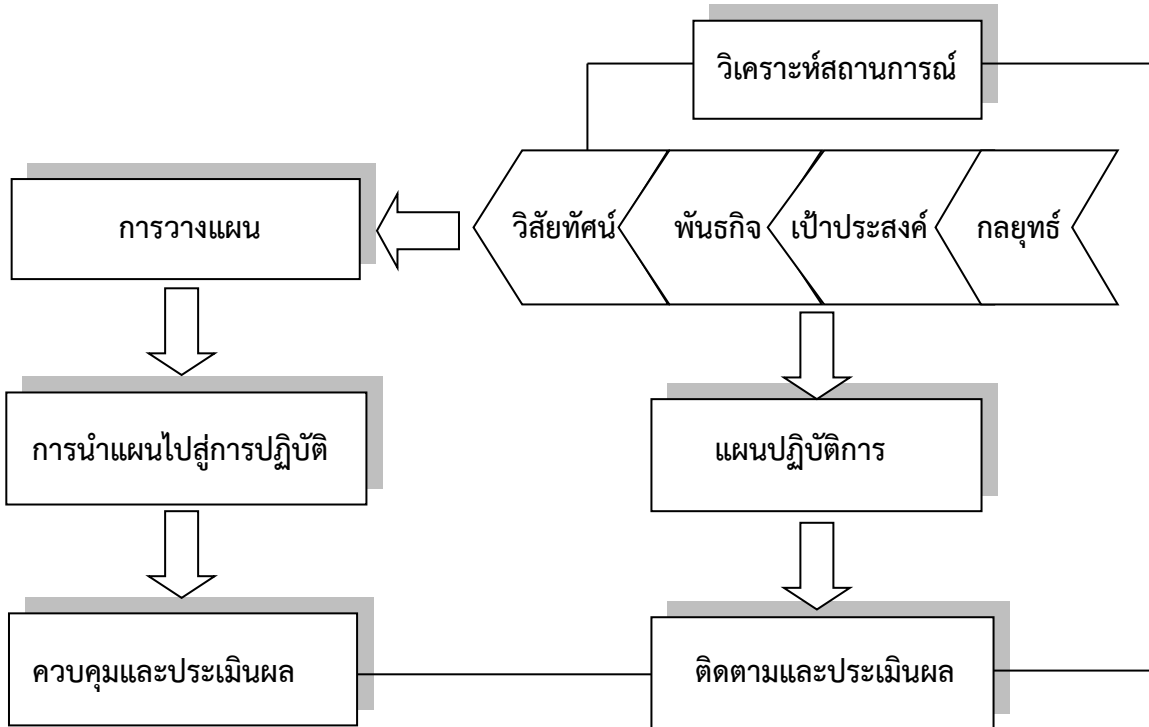 วิเคราะห์สถานการณ์
การวางแผน
วิสัยทัศน์
พันธกิจ
เป้าประสงค์
กลยุทธ์
การนำแผนไปสู่การปฏิบัติ
แผนปฏิบัติการ
ควบคุมและประเมินผล
ติดตามและประเมินผล